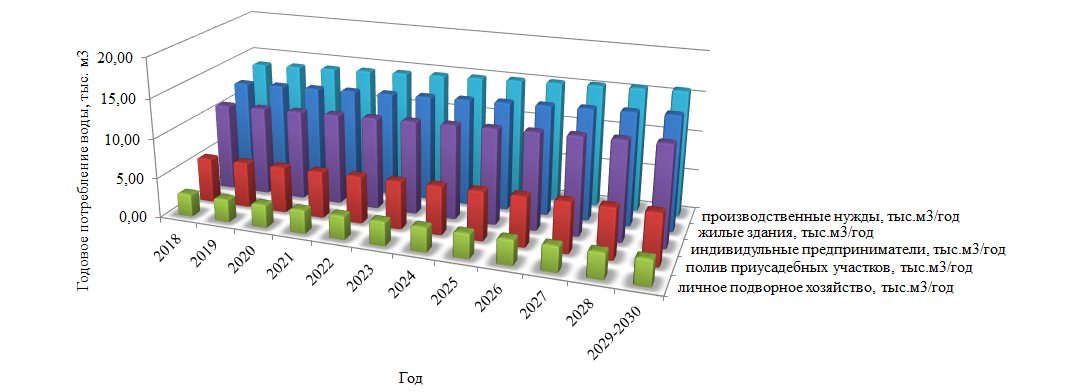 Годовое потребление воды, тыс. м3
20,00
15,00
10,00
5,00
0,00
2018
2019
2020
2021
2022
2023
2024
2025
2026
2027
2028
2029-2030
производственные нужды, тыс.м3/год
жилые здания, тыс.м3/год
индивидульные предприниматели, тыс.м3/год
полив приусадебных участков, тыс.м3/год
личное подворное хозяйство, тыс.м3/год
Год